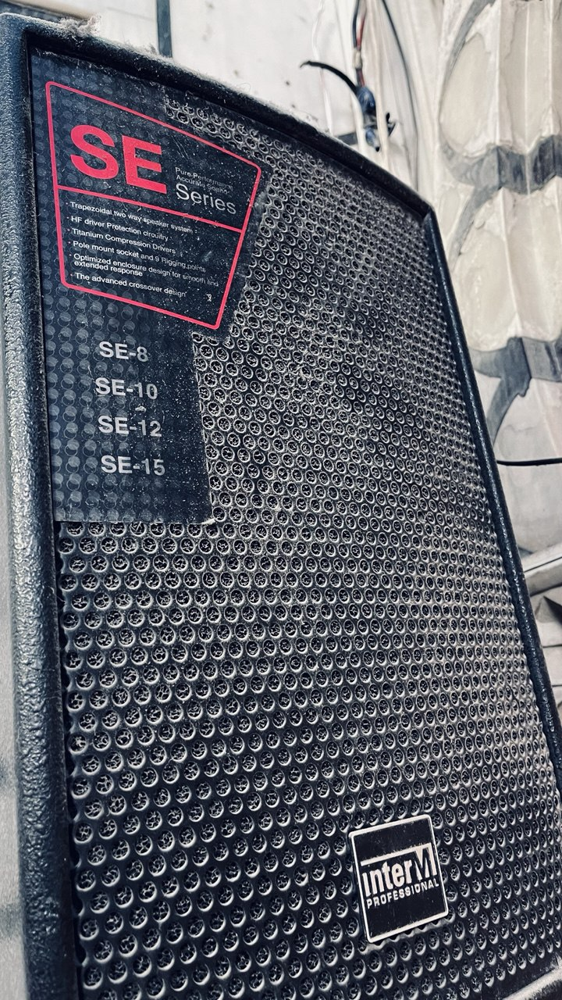 SE
Pure Performance
Accurate Sound
Series
· Trapezoidal two way speaker system
· HF driver Protection circuitry
· Titanium Compression Drivers
· Pole mount socket and 9 Rigging points
· Optimized enclosure design for smooth and
extended response
· The advanced crossover design
SE-8
SE-10
SE-12
SE-15
interM
PROFESSIONAL